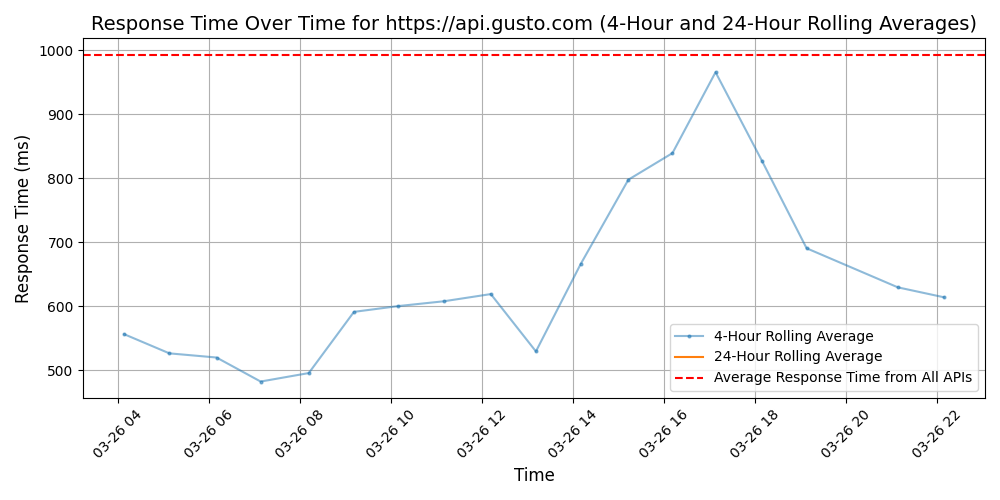 Response Time Over Time for https://api.gusto.com (4-Hour and 24-Hour Rolling Averages)
Response Time (ms)
1000
900
800
700
600
500
4-Hour Rolling Average
24-Hour Rolling Average
Average Response Time from All APIs
03-26 04
03-26 06
03-26 08
03-26 10
03-26 12
03-26 14
03-26 16
03-26 18
03-26 20
03-26 22
Time